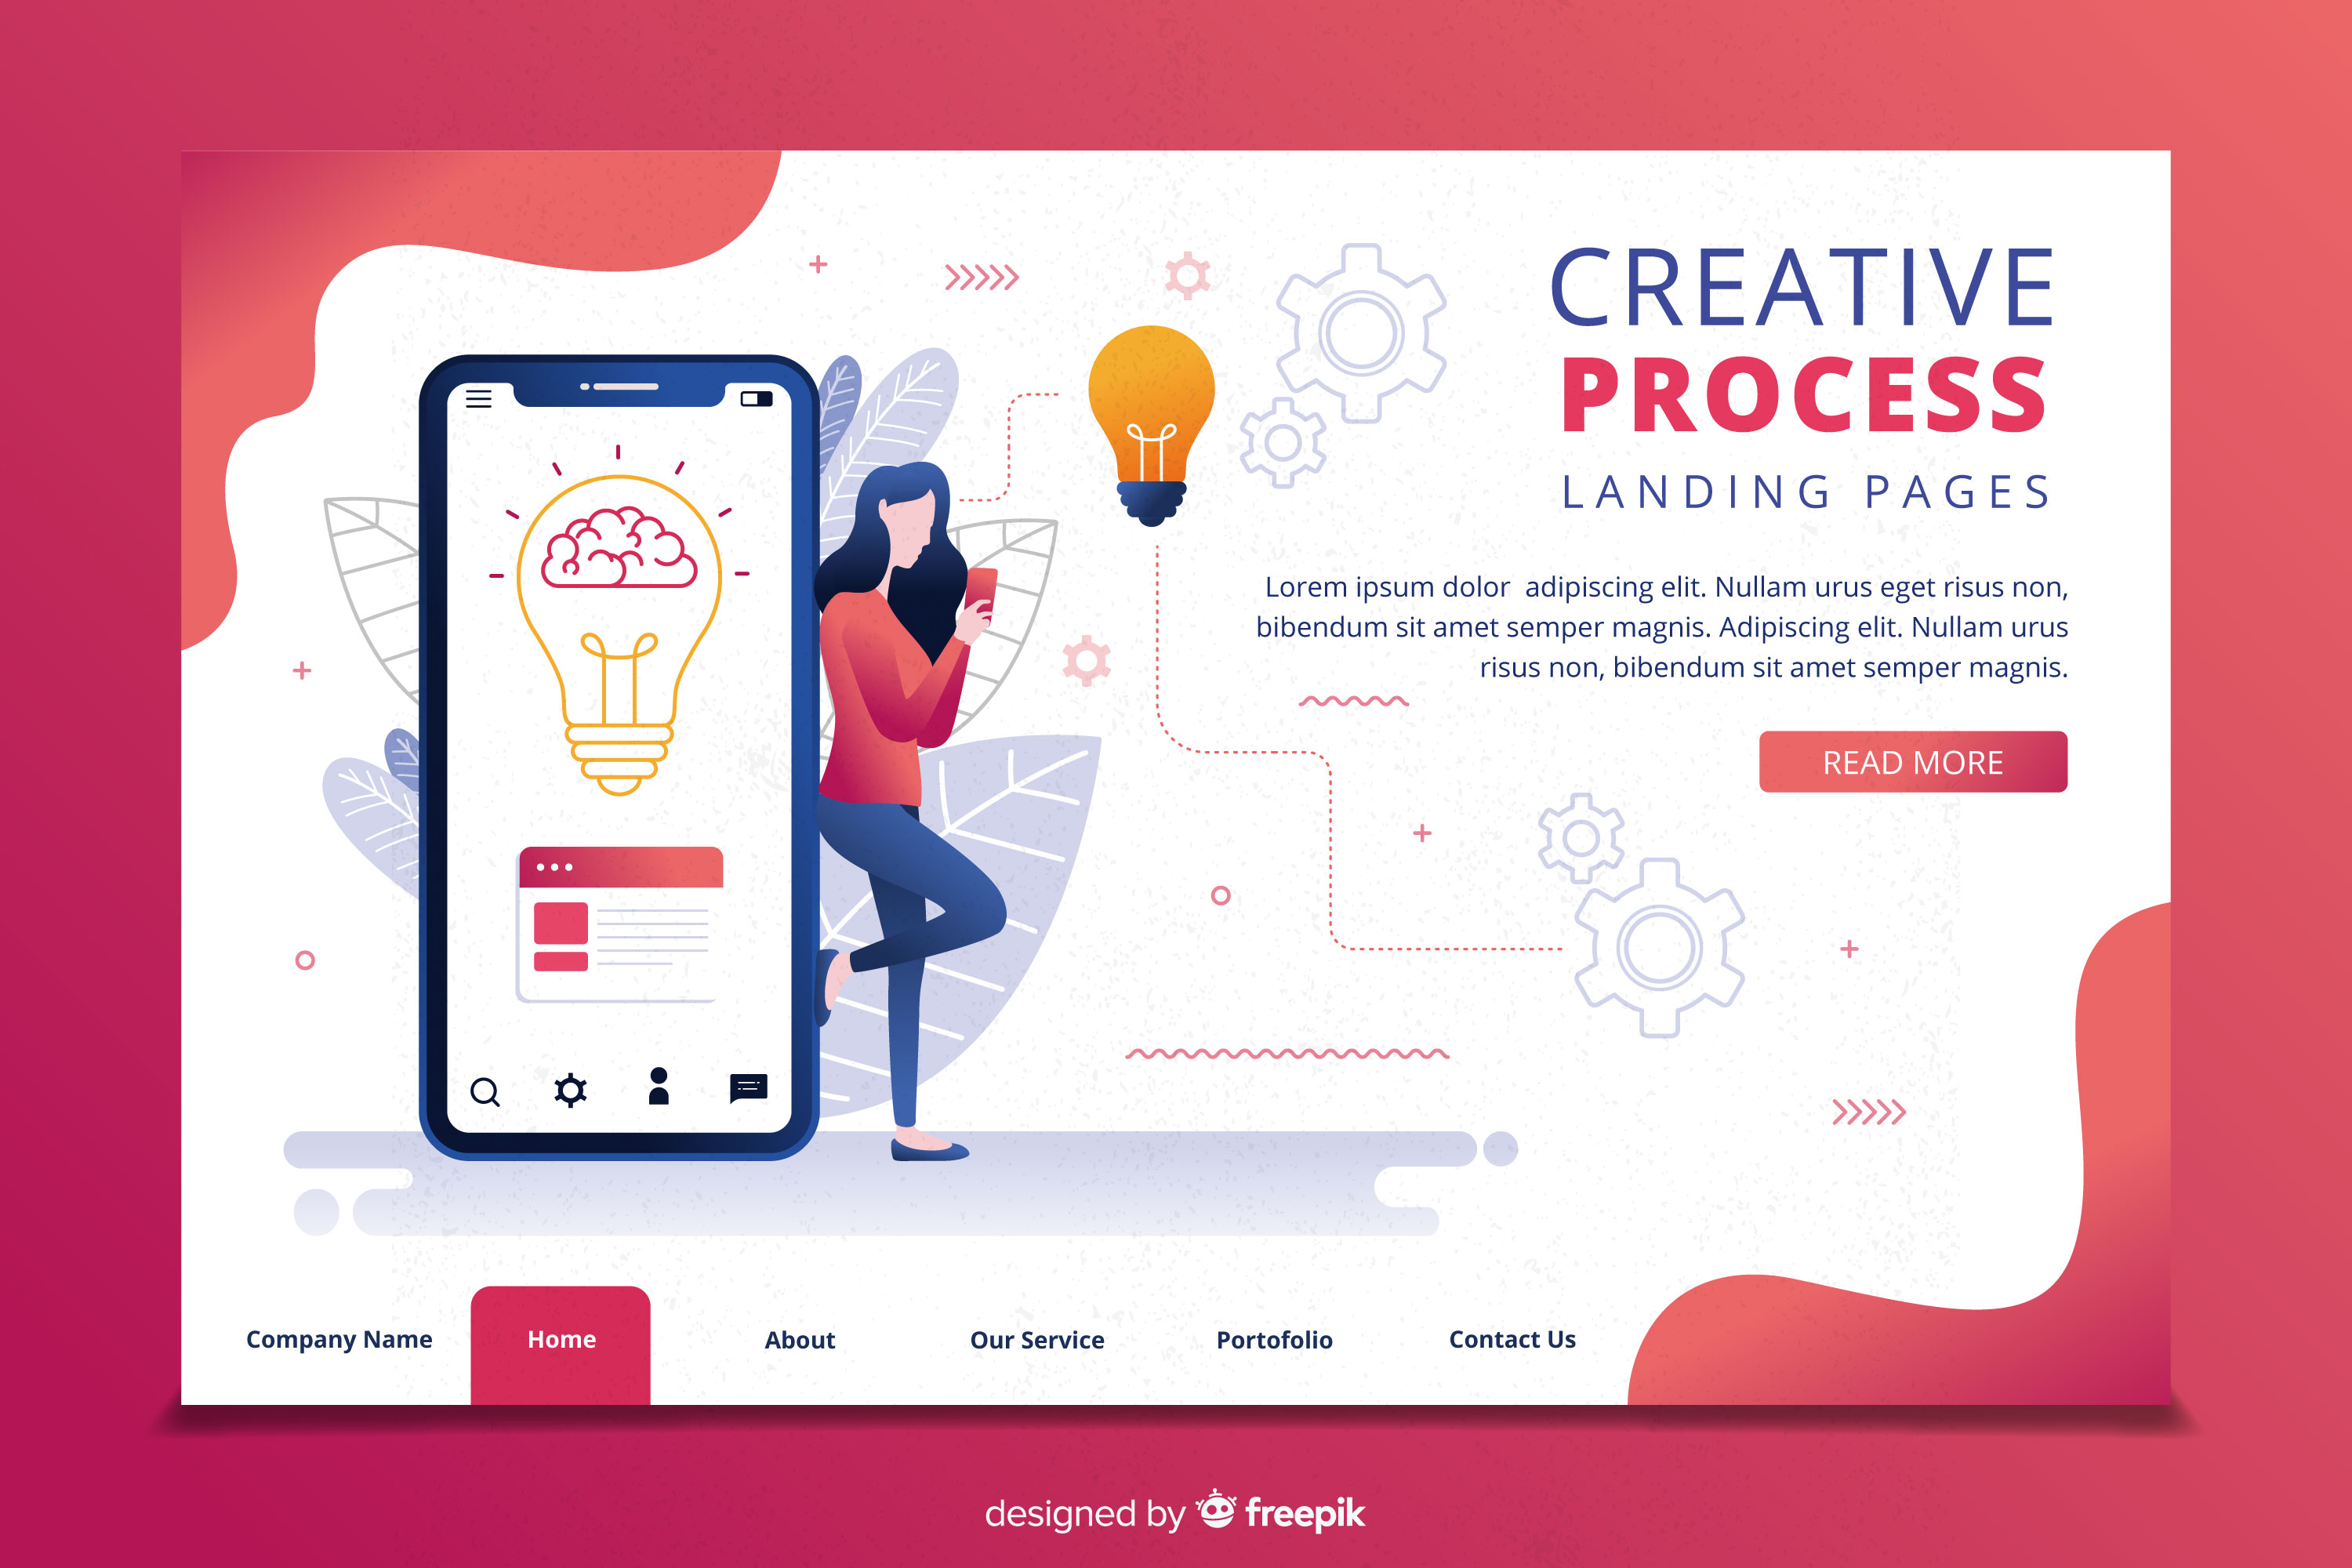 CREATIVE
PROCESS
LANDING PAGES
Lorem ipsum dolor  adipiscing elit. Nullam urus eget risus non,
bibendum sit amet semper magnis. Adipiscing elit. Nullam urus
risus non, bibendum sit amet semper magnis.
READ MORE
Company Name Home About Our Service Portofolio Contact Us
designed by freepik